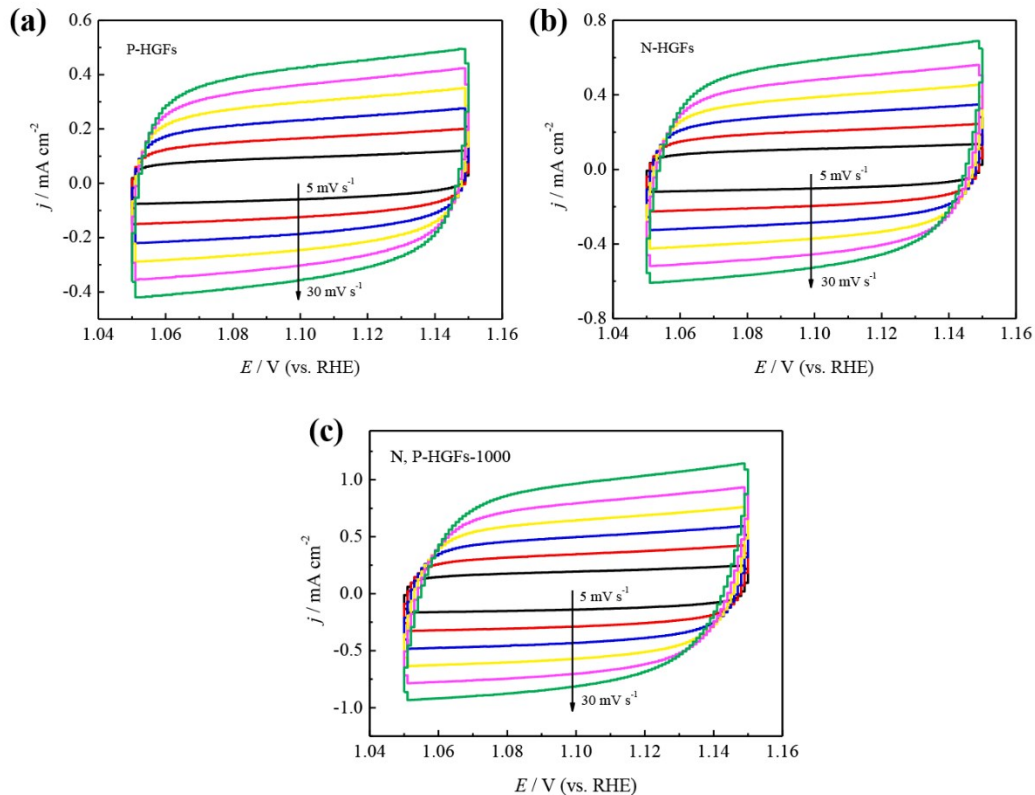 (a)
P-HGFs
0.6
0.4
0.2
0.0
-0.2
-0.4
j / mA cm⁻²
5 mV s⁻¹
30 mV s⁻¹
1.04 1.06 1.08 1.10 1.12 1.14 1.16
E / V (vs. RHE)
(b)
N-HGFs
0.8
0.4
0.0
-0.4
-0.8
j / mA cm⁻²
5 mV s⁻¹
30 mV s⁻¹
1.04 1.06 1.08 1.10 1.12 1.14 1.16
E / V (vs. RHE)
(c)
N, P-HGFs-1000
1.0
0.5
0.0
-0.5
-1.0
j / mA cm⁻²
5 mV s⁻¹
30 mV s⁻¹
1.04 1.06 1.08 1.10 1.12 1.14 1.16
E / V (vs. RHE)